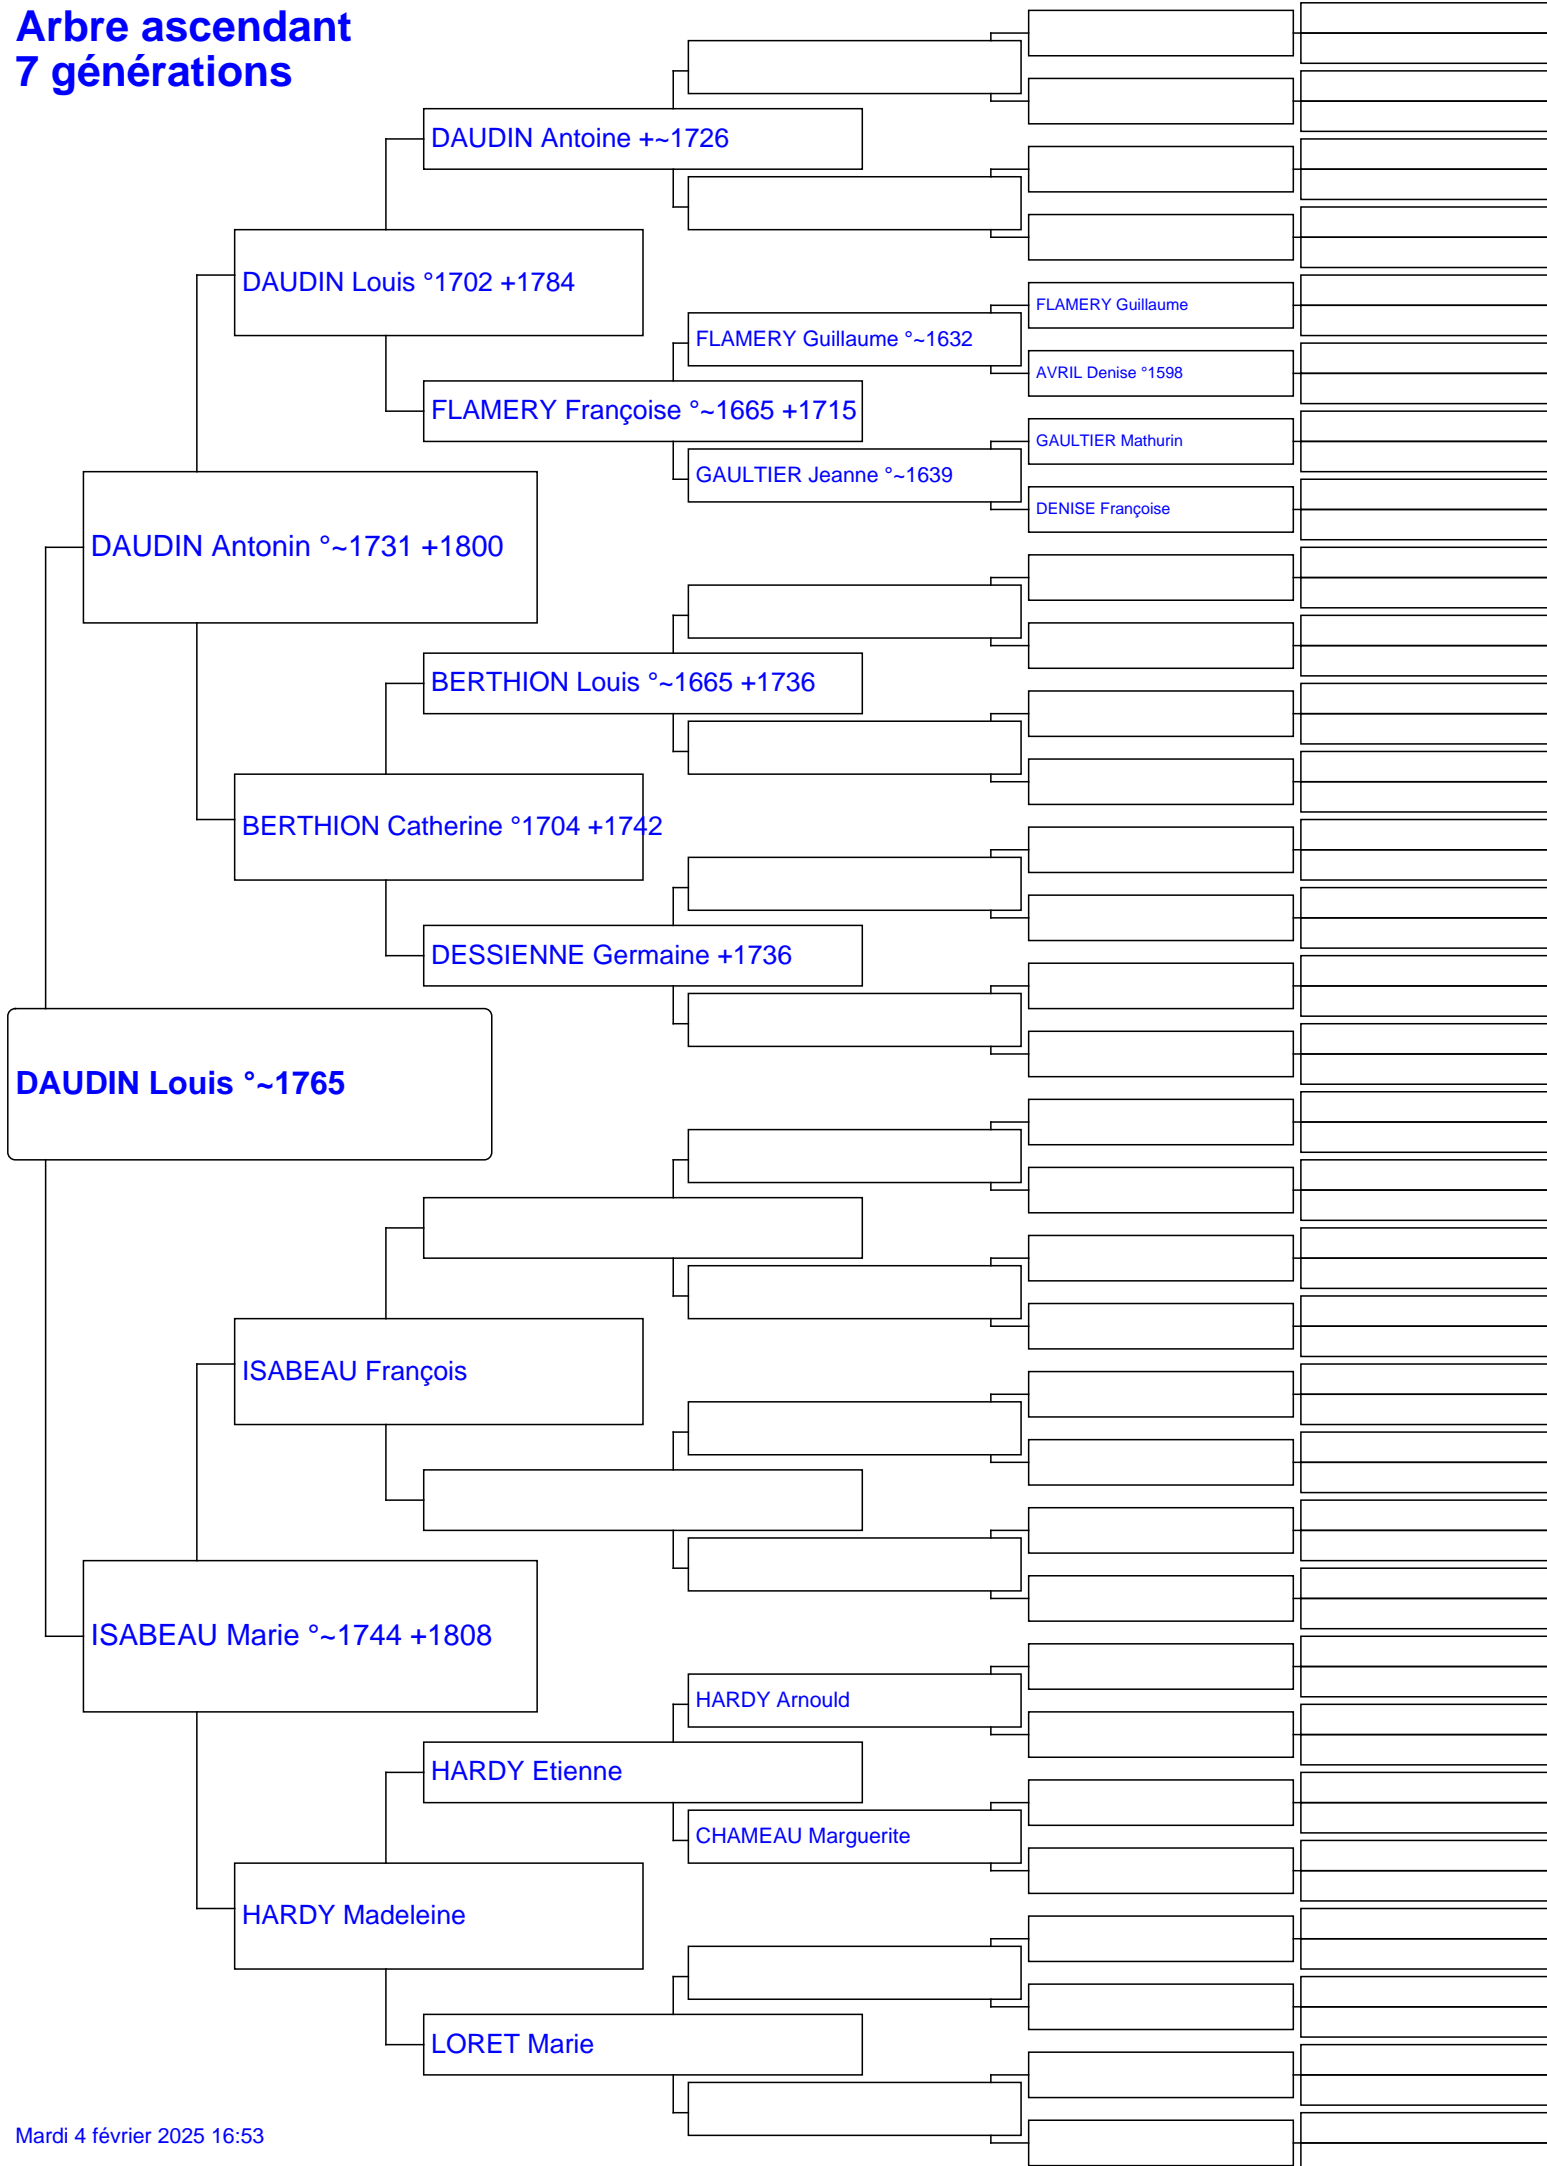 Arbre ascendant
7 générations
DAUDIN Antoine +~1726
DAUDIN Louis °1702 +1784
FLAMERY Guillaume
FLAMERY Guillaume °~1632
AVRIL Denise °1598
FLAMERY Françoise °~1665 +1715
GAULTIER Mathurin
GAULTIER Jeanne °~1639
DENISE Françoise
DAUDIN Antonin °~1731 +1800
BERTHION Louis °~1665 +1736
BERTHION Catherine °1704 +1742
DESSIENNE Germaine +1736
DAUDIN Louis °~1765
ISABEAU François
ISABEAU Marie °~1744 +1808
HARDY Arnould
HARDY Etienne
CHAMEAU Marguerite
HARDY Madeleine
LORET Marie
Mardi 4 février 2025 16:53